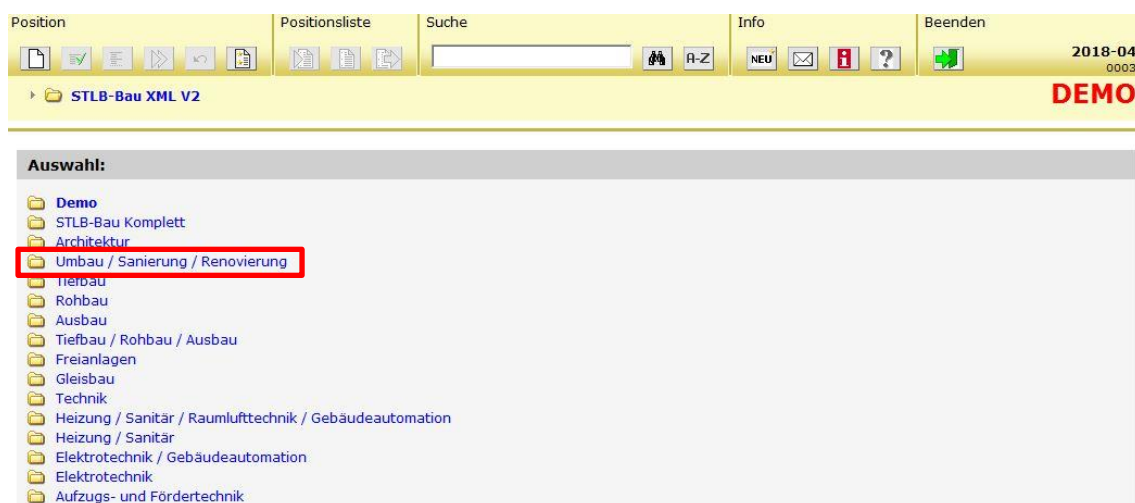 Position Positionsliste Suche Info Beenden
A-Z NEU ? 2018-04
0003
STLB-Bau XML V2 DEMO
Auswahl:
Demo
STLB-Bau Komplett
Architektur
Umbau / Sanierung / Renovierung
Tiefbau
Rohbau
Ausbau
Tiefbau / Rohbau / Ausbau
Freianlagen
Gleisbau
Technik
Heizung / Sanitär / Raumlufttechnik / Gebäudeautomation
Heizung / Sanitär
Elektrotechnik / Gebäudeautomation
Elektrotechnik
Aufzugs- und Fördertechnik